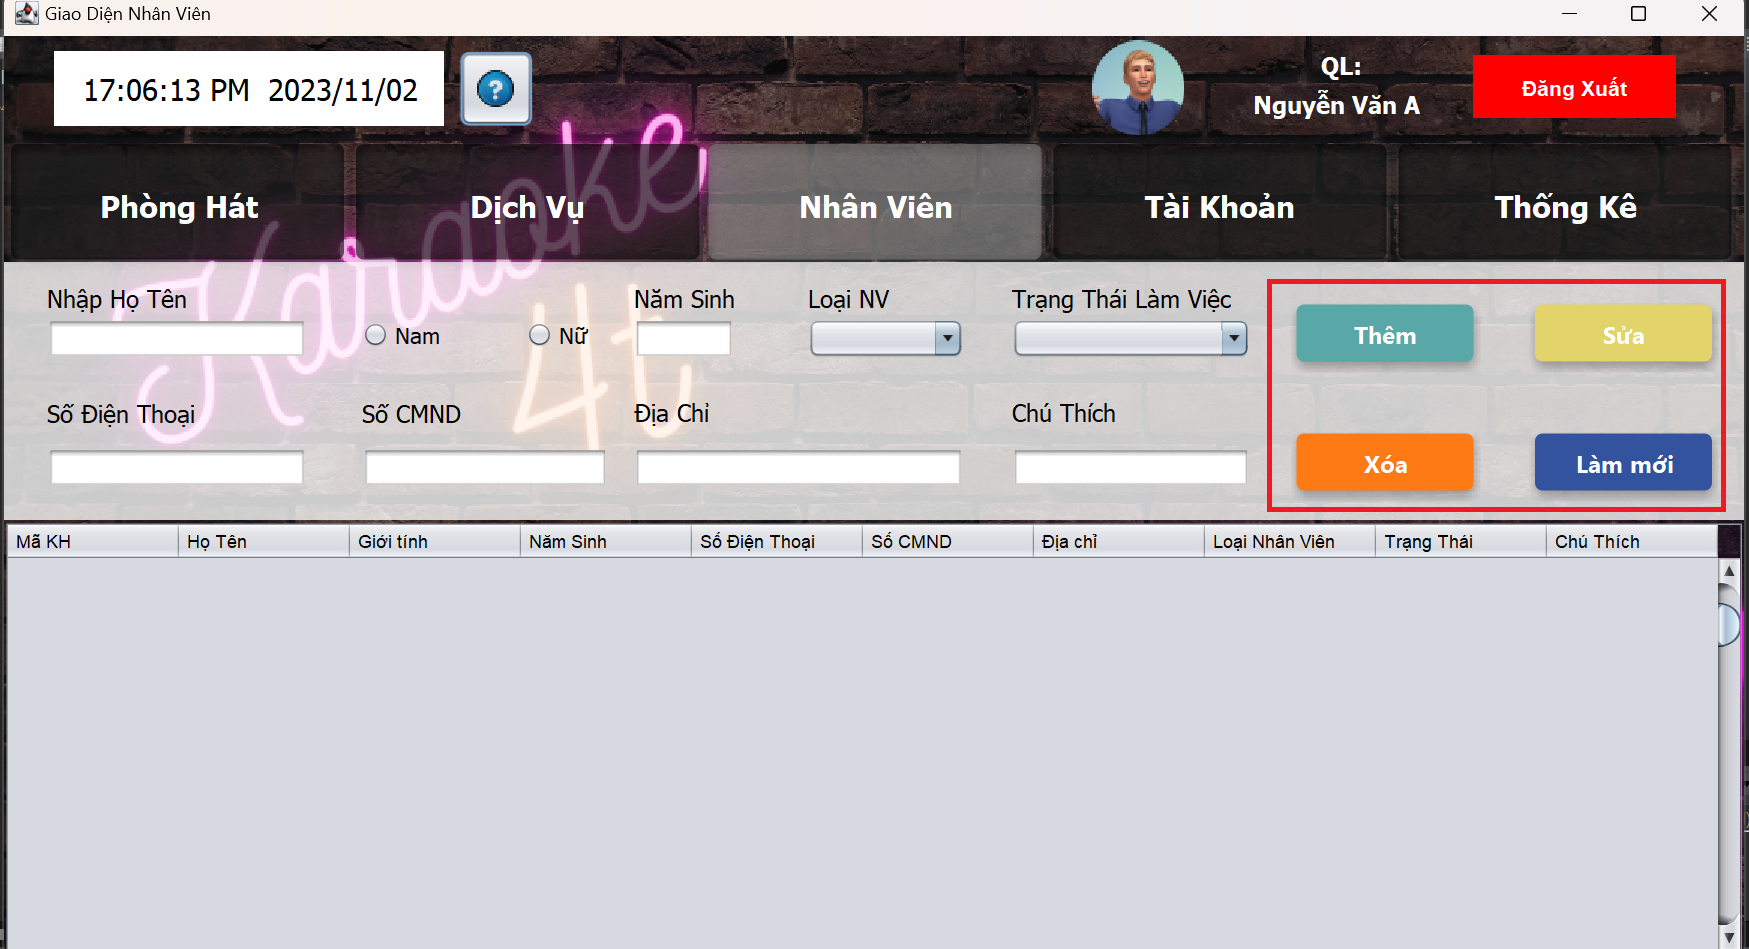 Giao Diện Nhân Viên
17:06:13 PM 2023/11/02
?
QL:
Nguyễn Văn A
Đăng Xuất
Karaoke
4t
Phòng Hát
Dịch Vụ
Nhân Viên
Tài Khoản
Thống Kê
Nhập Họ Tên
Nam
Nữ
Năm Sinh
Loại NV
Trạng Thái Làm Việc
Thêm
Sửa
Số Điện Thoại
Số CMND
Địa Chỉ
Chú Thích
Xóa
Làm mới
Mã KH Họ Tên Giới tính Năm Sinh Số Điện Thoại Số CMND Địa chỉ Loại Nhân Viên Trạng Thái Chú Thích